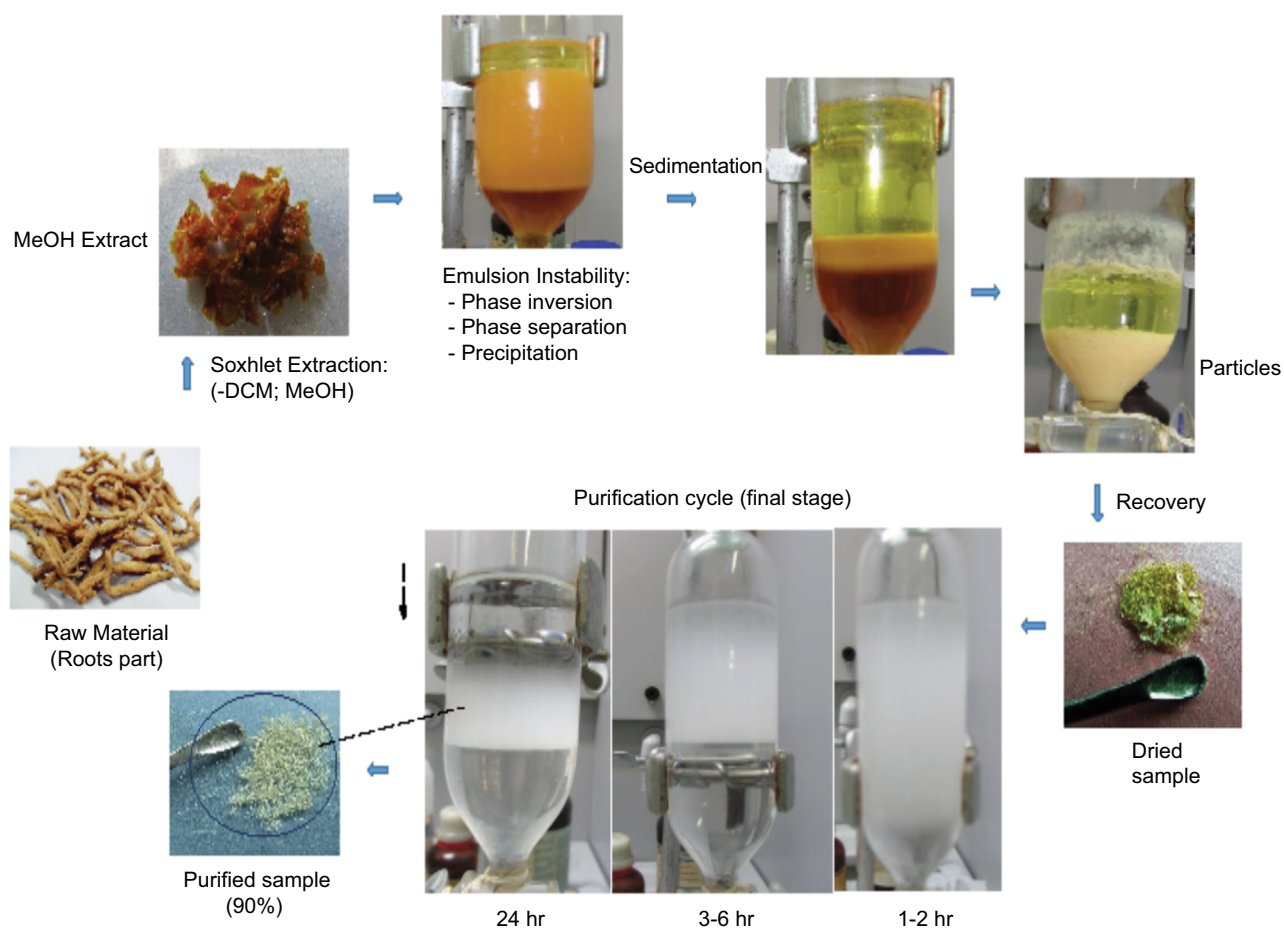 MeOH Extract
Sedimentation
Emulsion Instability:
- Phase inversion
- Phase separation
- Precipitation
Particles
Soxhlet Extraction:
(-DCM; MeOH)
Purification cycle (final stage)
Recovery
Raw Material
(Roots part)
Dried
sample
Purified sample
(90%)
24 hr
3-6 hr
1-2 hr